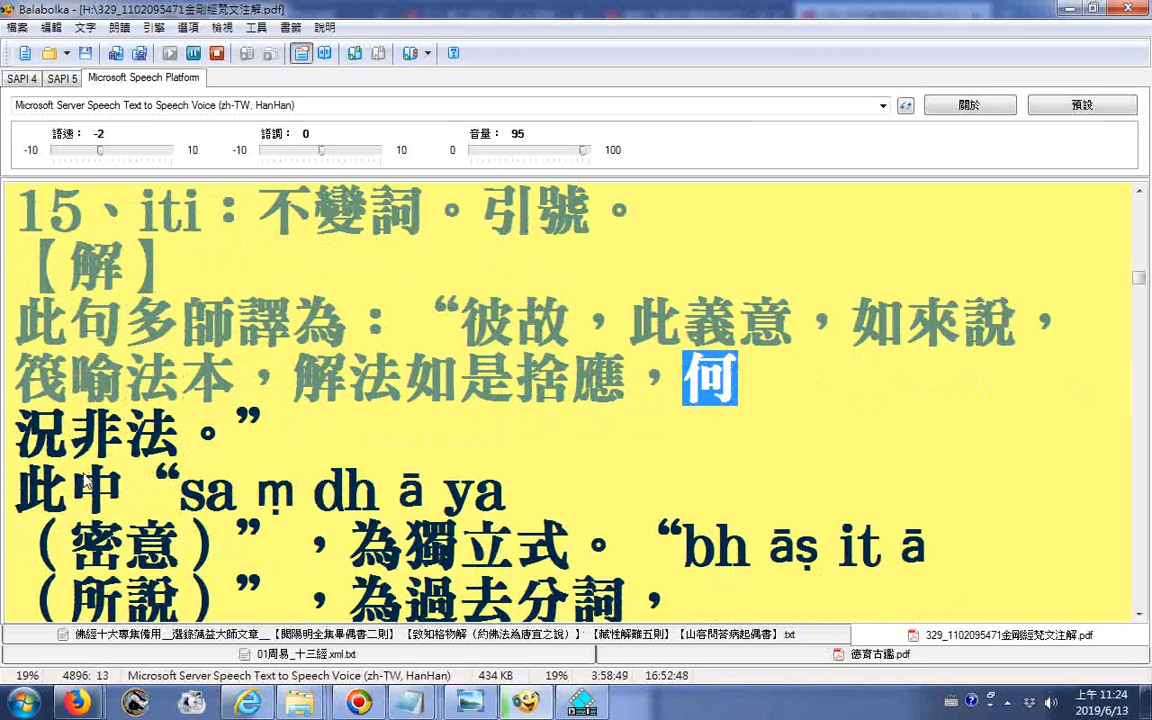 Balabolka - [H:\329_1102095471金剛經梵文注解.pdf]
檔案 編輯 文字 朗讀 引擎 選項 檢視 工具 書籤 說明
SAPI 4 SAPI 5 Microsoft Speech Platform
Microsoft Server Speech Text to Speech Voice (zh-TW, HanHan)
關於 預設
語速： -2 語調： 0 音量： 95
-10 10 -10 10 0 100
15、iti：不變詞。引號。
【解】
此句多師譯為：“彼故，此義意，如來說，
筏喻法本，解法如是捨應，何
況非法。”
此中“sa ṃ dh ā ya
（密意）”，為獨立式。“bh āṣ it ā
（所說）”，為過去分詞，
佛經十大專集備用__選錄蕅益大師文章__【閱陽明全集畢偶書二則】【致知格物解（約佛法為唐宜之說）】【藏性解難五則】【山客問答病起偶書】.txt
329_1102095471金剛經梵文注解.pdf
01周易_十三經.xml.txt
德育古鑑.pdf
19% 4896: 13 Microsoft Server Speech Text to Speech Voice (zh-TW, HanHan) 434 KB 19% 3:58:49 16:52:48
上午 11:24
2019/6/13